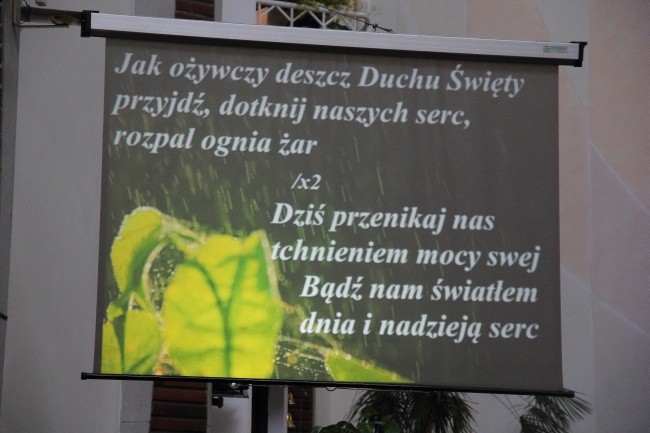 Jak ożywczy deszcz Duchu Święty
przyjdź, dotknij naszych serc,
rozpal ognia żar
/x2
Dziś przenikaj nas
tchnieniem mocy swej
Bądź nam światłem
dnia i nadzieją serc